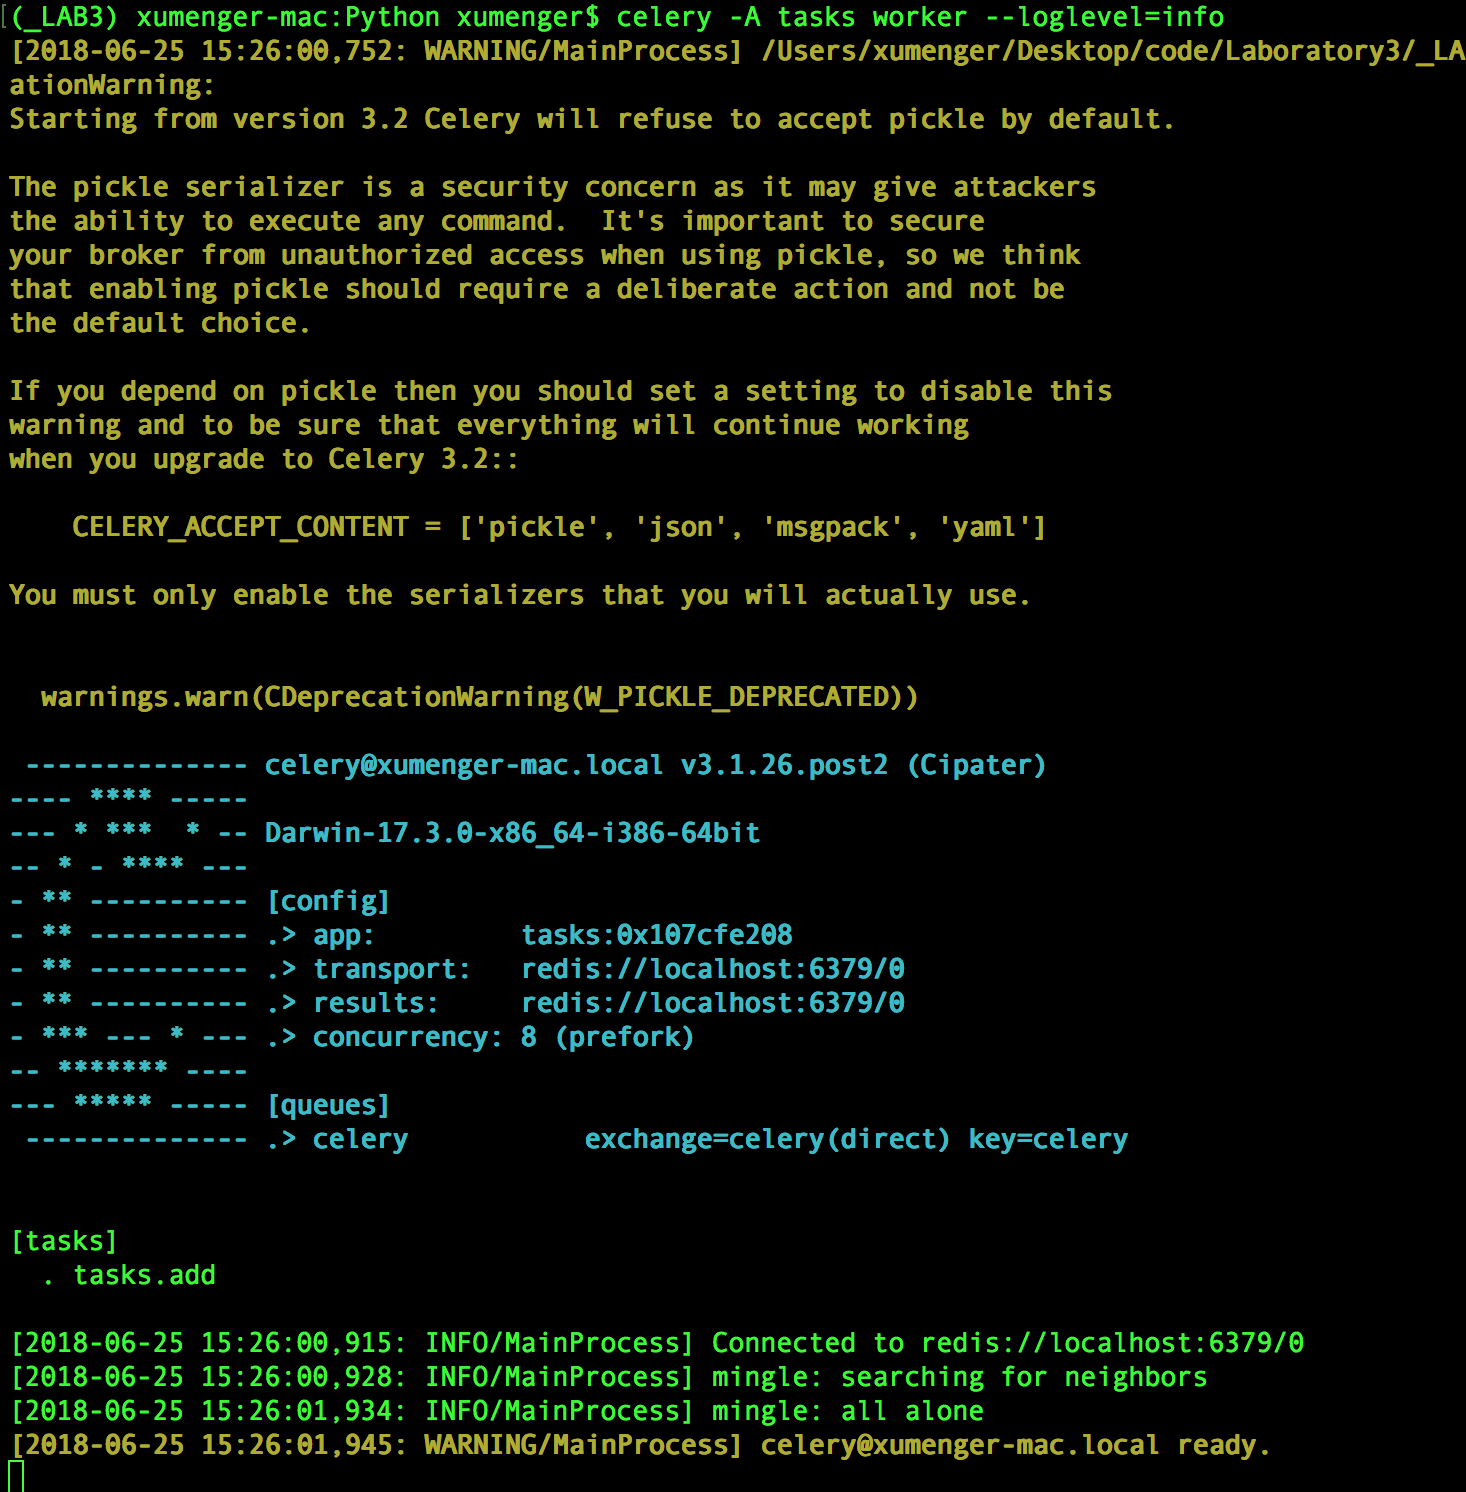 [(_LAB3) xumenger-mac:Python xumenger$ celery -A tasks worker --loglevel=info
[2018-06-25 15:26:00,752: WARNING/MainProcess] /Users/xumenger/Desktop/code/Laboratory3/_LA
ationWarning:
Starting from version 3.2 Celery will refuse to accept pickle by default.

The pickle serializer is a security concern as it may give attackers
the ability to execute any command.  It's important to secure
your broker from unauthorized access when using pickle, so we think
that enabling pickle should require a deliberate action and not be
the default choice.

If you depend on pickle then you should set a setting to disable this
warning and to be sure that everything will continue working
when you upgrade to Celery 3.2::

    CELERY_ACCEPT_CONTENT = ['pickle', 'json', 'msgpack', 'yaml']

You must only enable the serializers that you will actually use.


  warnings.warn(CDeprecationWarning(W_PICKLE_DEPRECATED))

 -------------- celery@xumenger-mac.local v3.1.26.post2 (Cipater)
---- **** -----
--- * ***  * -- Darwin-17.3.0-x86_64-i386-64bit
-- * - **** ---
- ** ---------- [config]
- ** ---------- .> app:         tasks:0x107cfe208
- ** ---------- .> transport:   redis://localhost:6379/0
- ** ---------- .> results:     redis://localhost:6379/0
- *** --- * --- .> concurrency: 8 (prefork)
-- ******* ----
--- ***** ----- [queues]
 -------------- .> celery           exchange=celery(direct) key=celery


[tasks]
  . tasks.add

[2018-06-25 15:26:00,915: INFO/MainProcess] Connected to redis://localhost:6379/0
[2018-06-25 15:26:00,928: INFO/MainProcess] mingle: searching for neighbors
[2018-06-25 15:26:01,934: INFO/MainProcess] mingle: all alone
[2018-06-25 15:26:01,945: WARNING/MainProcess] celery@xumenger-mac.local ready.